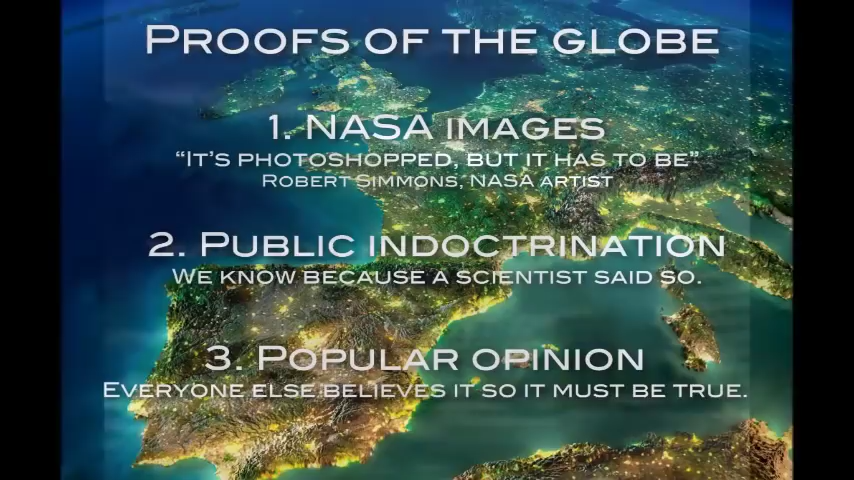 PROOFS OF THE GLOBE
1. NASA IMAGES
“IT'S PHOTOSHOPPED, BUT IT HAS TO BE”
ROBERT SIMMONS, NASA ARTIST
2. PUBLIC INDOCTRINATION
WE KNOW BECAUSE A SCIENTIST SAID SO.
3. POPULAR OPINION
EVERYONE ELSE BELIEVES IT SO IT MUST BE TRUE.